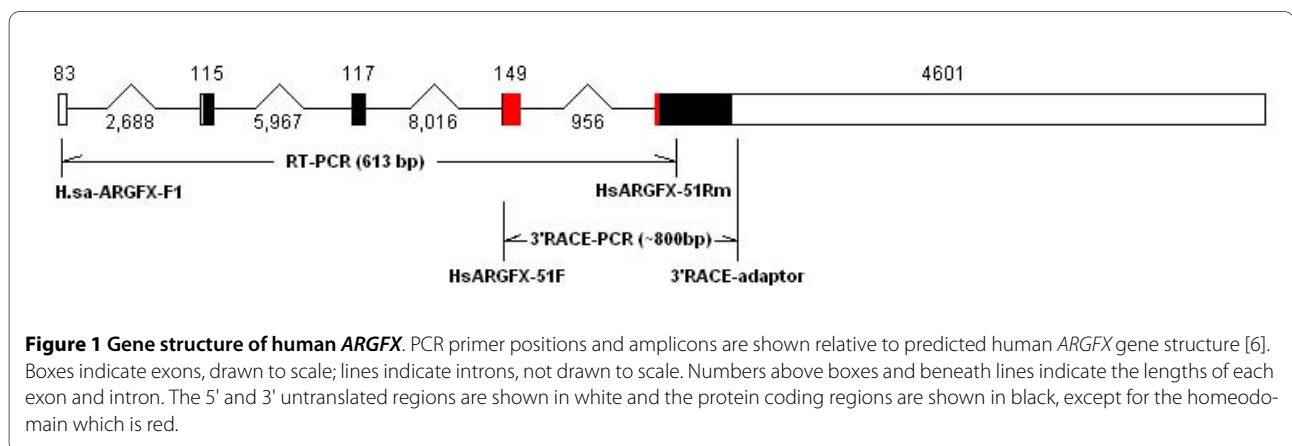 83 115 117 149 4601
2,688 5,967 8,016 956
RT-PCR (613 bp)
H.sa-ARGFX-F1 HsARGFX-51Rm
3'RACE-PCR (~800bp)
HsARGFX-51F 3'RACE-adaptor
Figure 1 Gene structure of human ARGFX. PCR primer positions and amplicons are shown relative to predicted human ARGFX gene structure [6].
Boxes indicate exons, drawn to scale; lines indicate introns, not drawn to scale. Numbers above boxes and beneath lines indicate the lengths of each
exon and intron. The 5' and 3' untranslated regions are shown in white and the protein coding regions are shown in black, except for the homeodo-
main which is red.